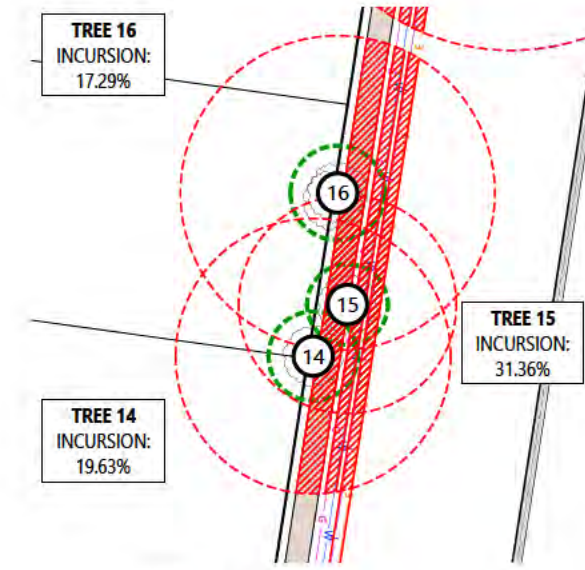 TREE 16
INCURSION:
17.29%
16
15
TREE 15
INCURSION:
31.36%
14
TREE 14
INCURSION:
19.63%
G
W